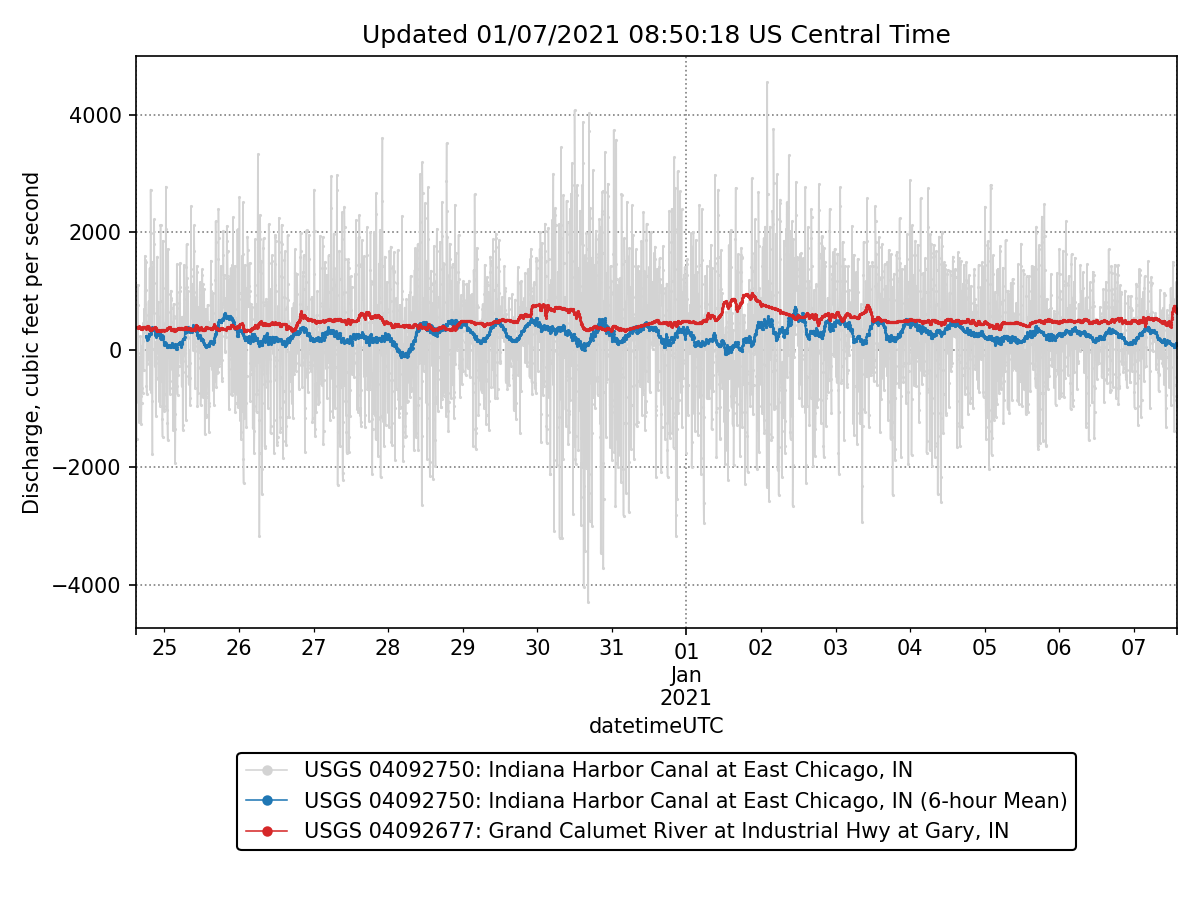 Updated 01/07/2021 08:50:18 US Central Time
Discharge, cubic feet per second
4000
2000
0
−2000
−4000
25 26 27 28 29 30 31 01 02 03 04 05 06 07
Jan
2021
datetimeUTC
USGS 04092750: Indiana Harbor Canal at East Chicago, IN
USGS 04092750: Indiana Harbor Canal at East Chicago, IN (6-hour Mean)
USGS 04092677: Grand Calumet River at Industrial Hwy at Gary, IN